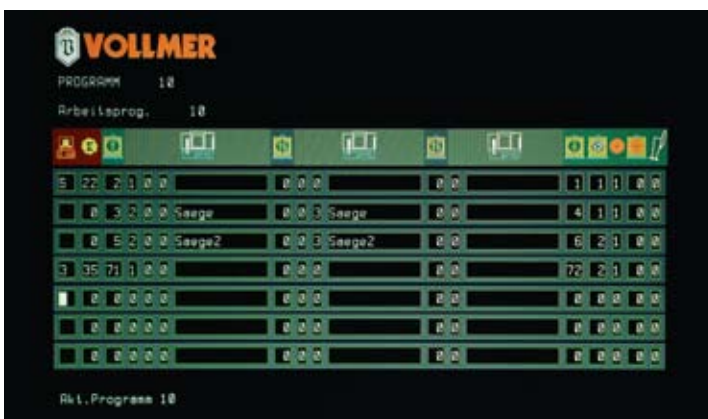 VOLLMER
PROGRAMM 10
Arbeitsprog. 10
5 22 2 1 0 0 0 0 0 0 0 1 1 1 0 0
0 3 2 0 0 Saege 0 0 3 Saege 0 0 4 1 1 0 0
0 5 2 0 0 Saege2 0 0 3 Saege2 0 0 6 2 1 0 0
3 35 71 1 0 0 0 0 0 0 0 72 2 1 0 0
0 0 0 0 0 0 0 0 0 0 0 0 0 0 0
0 0 0 0 0 0 0 0 0 0 0 0 0 0 0
0 0 0 0 0 0 0 0 0 0 0 0 0 0 0
Akt.Programm 10